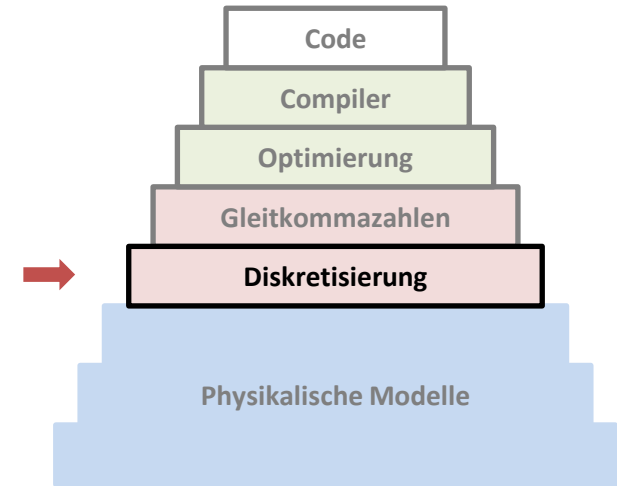 Code
Compiler
Optimierung
Gleitkommazahlen
Diskretisierung
Physikalische Modelle